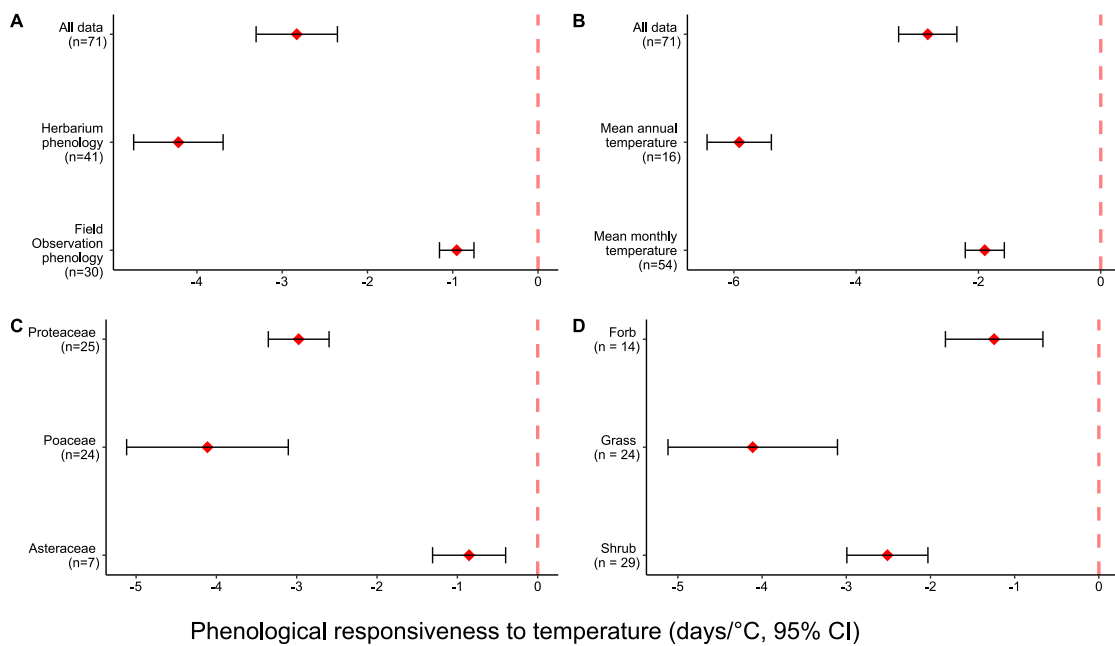 A
All data
(n=71)
Herbarium
phenology
(n=41)
Field
Observation
phenology
(n=30)
-4
-3
-2
-1
0
B
All data
(n=71)
Mean annual
temperature
(n=16)
Mean monthly
temperature
(n=54)
-6
-4
-2
0
C
Proteaceae
(n=25)
Poaceae
(n=24)
Asteraceae
(n=7)
-5
-4
-3
-2
-1
0
D
Forb
(n = 14)
Grass
(n = 24)
Shrub
(n = 29)
-5
-4
-3
-2
-1
0
Phenological responsiveness to temperature (days/°C, 95% CI)